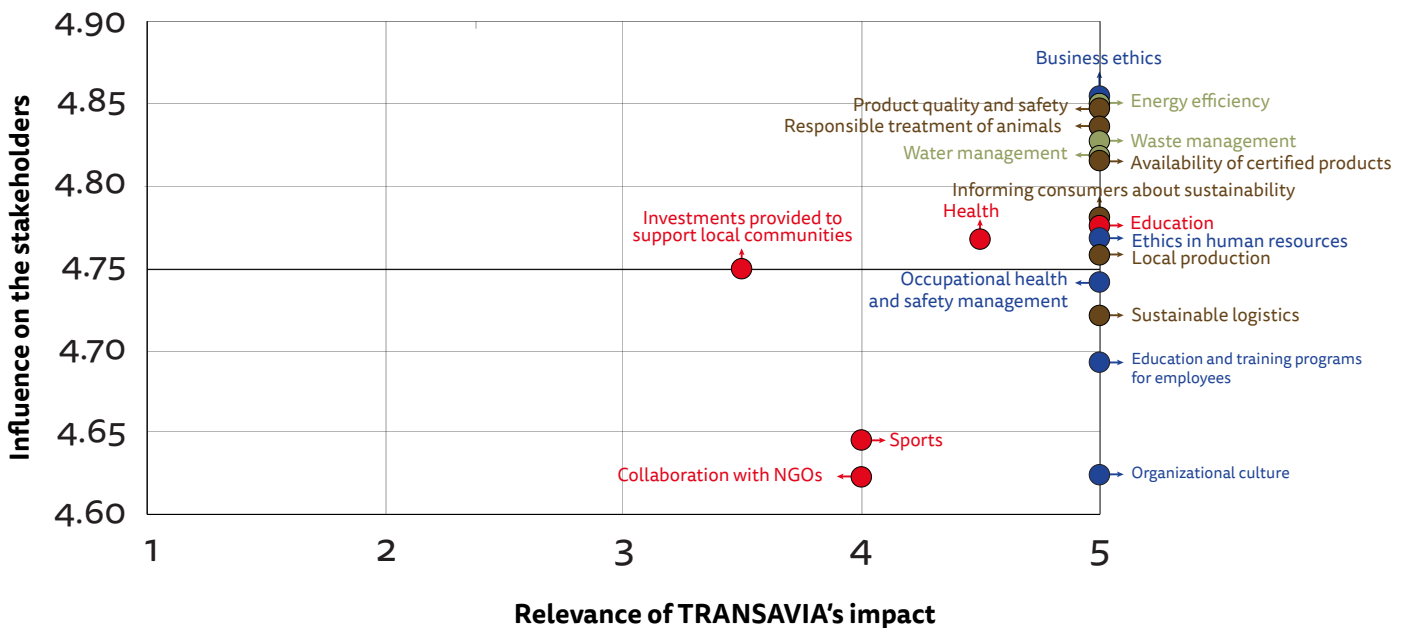 4.90
4.85
4.80
4.75
4.70
4.65
4.60
Influence on the stakeholders
Business ethics
Energy efficiency
Product quality and safety
Responsible treatment of animals
Waste management
Water management
Availability of certified products
Informing consumers about sustainability
Health
Investments provided to
support local communities
Education
Ethics in human resources
Local production
Occupational health
and safety management
Sustainable logistics
Education and training programs
for employees
Sports
Collaboration with NGOs
Organizational culture
1 2 3 4 5
Relevance of TRANSAVIA's impact